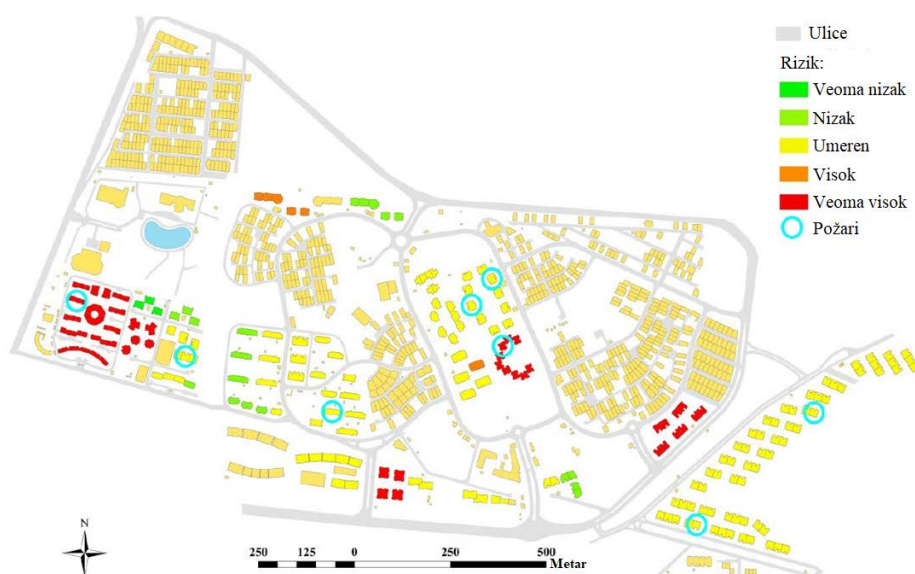 Ulice
Rizik:
Veoma nizak
Nizak
Umeren
Visok
Veoma visok
Požari
N
250 125 0 250 500
Metar